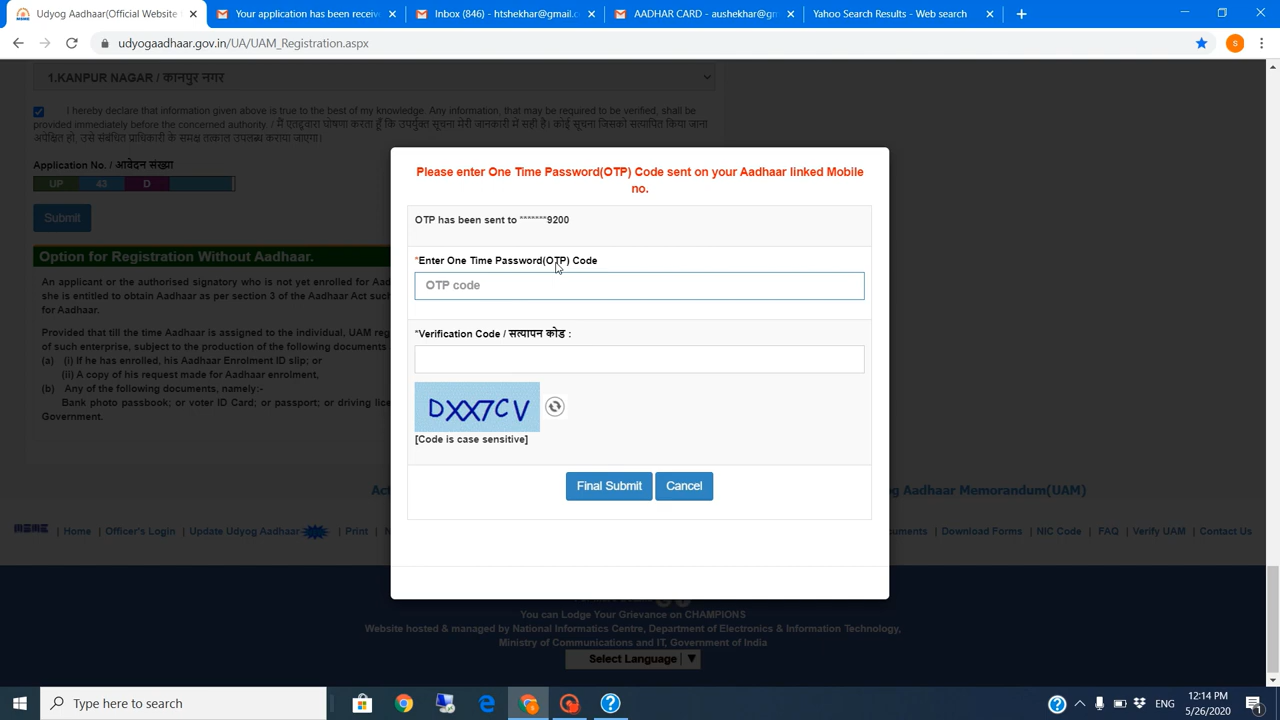 Udyog Aadhaar(Official Website
Your application has been receive
Inbox (846) - htshekhar@gmail.c
AADHAR CARD - aushekhar@gm
Yahoo Search Results - Web search
udyogaadhaar.gov.in/UA/UAM_Registration.aspx
S
1.KANPUR NAGAR / कानपुर नगर
I hereby declare that information given above is true to the best of my knowledge. Any information, that may be required to be verified, shall be
provided immediately before the concerned authority. / मैं एतद्द्वारा घोषणा करता हूँ कि उपर्युक्त सूचना मेरी जानकारी में सही है। कोई सूचना जिसको सत्यापित किया जाना
अपेक्षित हो, उसे संबंधित प्राधिकारी के समक्ष तत्काल उपलब्ध कराया जाएगा।
Application No. / आवेदन संख्या
UP 43 D
Submit
Option for Registration Without Aadhaar.
An applicant or the authorised signatory who is not yet enrolled for Aadh
she is entitled to obtain Aadhaar as per section 3 of the Aadhaar Act suc
for Aadhar.
Provided that till the time Aadhar is assigned to the individual, UAM reg
of such enterprise, subject to the production of the following documents
(a) (i) If he has enrolled, his Aadhaar Enrolment ID slip; or
(ii) A copy of his request made for Aadhaar enrolment,
(b) Any of the following documents, namely:-
Bank photo passbook; or voter ID Card; or passport; or driving lice
Government.
Please enter One Time Password(OTP) Code sent on your Aadhaar linked Mobile
no.
OTP has been sent to *******9200
*Enter One Time Password(OTP) Code
OTP code
*Verification Code / सत्यापन कोड :
DXX7CV
[Code is case sensitive]
Final Submit Cancel
Act
g Aadhaar Memorandum(UAM)
MSME | Home | Officer's Login | Update Udyog Aadhaar | Print | N
cuments | Download Forms | NIC Code | FAQ | Verify UAM | Contact Us
You can Lodge Your Grievance on CHAMPIONS
Website hosted & managed by National Informatics Centre, Department of Electronics & Information Technology,
Ministry of Communications and IT, Government of India
Select Language ▼
Type here to search
ENG
12:14 PM
5/26/2020
1